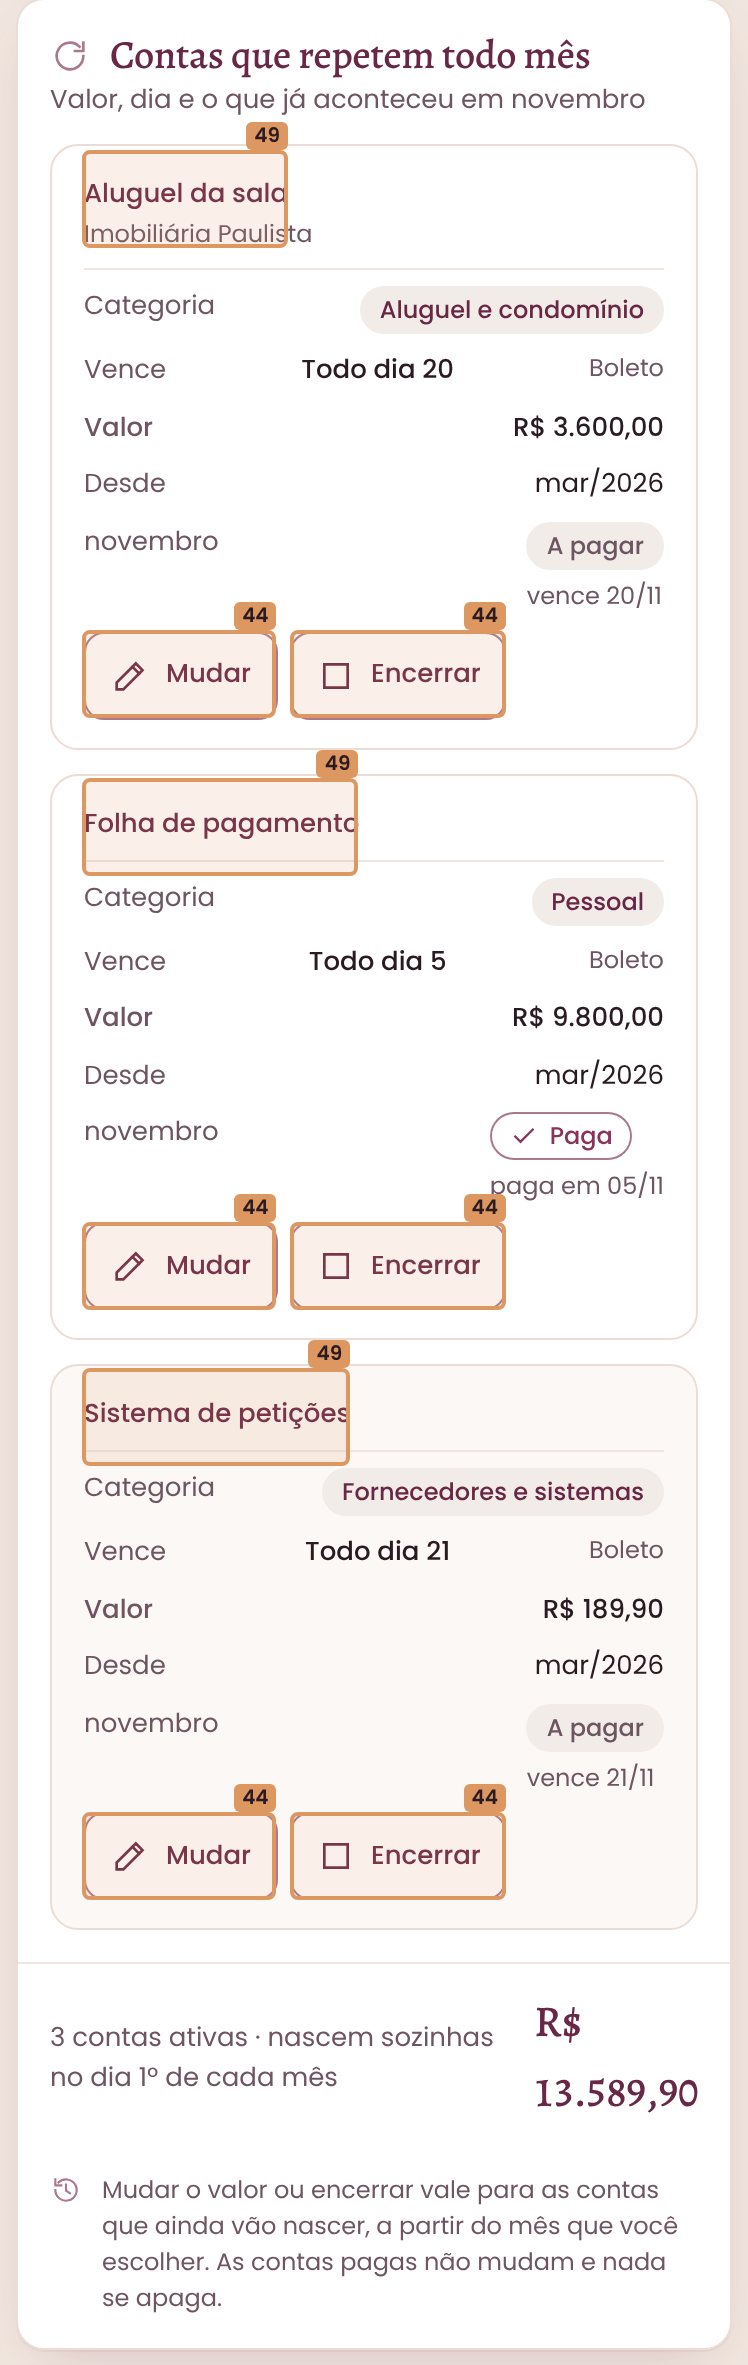 Contas que repetem todo mês
Valor, dia e o que já aconteceu em novembro
49
Aluguel da sala
Imobiliária Paulista
Categoria Aluguel e condomínio
Vence Todo dia 20 Boleto
Valor R$ 3.600,00
Desde mar/2026
novembro A pagar
vence 20/11
44 44
Mudar Encerrar
49
Folha de pagamento
Categoria Pessoal
Vence Todo dia 5 Boleto
Valor R$ 9.800,00
Desde mar/2026
novembro Paga
paga em 05/11
44 44
Mudar Encerrar
49
Sistema de petições
Categoria Fornecedores e sistemas
Vence Todo dia 21 Boleto
Valor R$ 189,90
Desde mar/2026
novembro A pagar
vence 21/11
44 44
Mudar Encerrar
3 contas ativas · nascem sozinhas
no dia 1º de cada mês
R$
13.589,90
Mudar o valor ou encerrar vale para as contas
que ainda vão nascer, a partir do mês que você
escolher. As contas pagas não mudam e nada
se apaga.